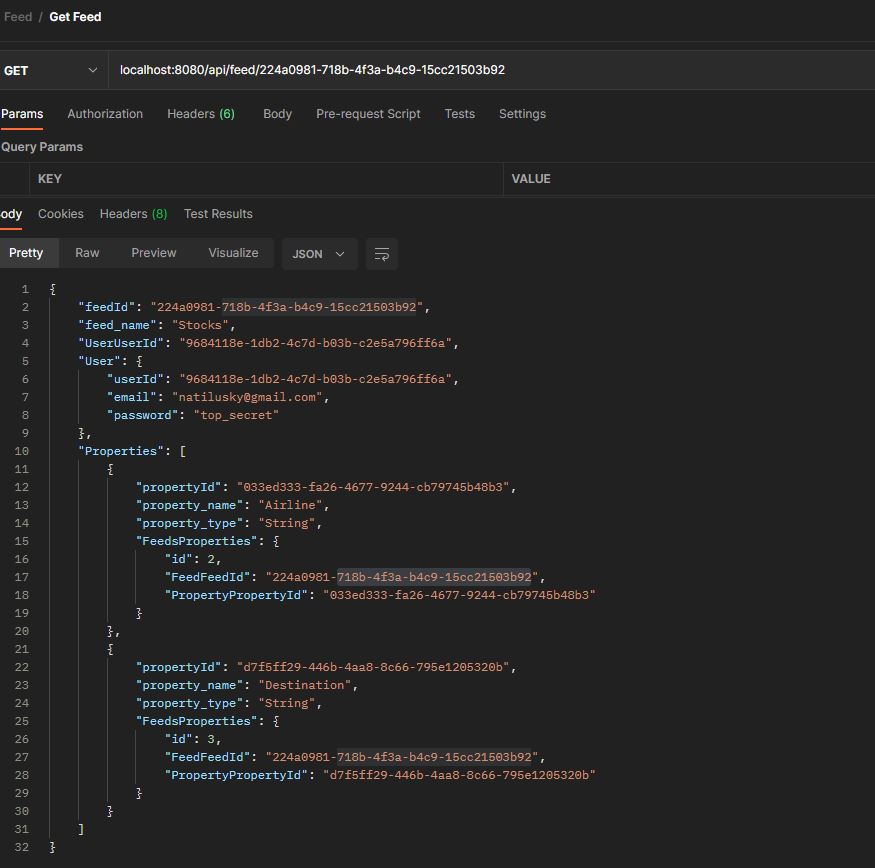 Feed / Get Feed
GET localhost:8080/api/feed/224a0981-718b-4f3a-b4c9-15cc21503b92
Params Authorization Headers (6) Body Pre-request Script Tests Settings
Query Params
KEY VALUE
ody Cookies Headers (8) Test Results
Pretty Raw Preview Visualize JSON
1 {
2 "feedId": "224a0981-718b-4f3a-b4c9-15cc21503b92",
3 "feed_name": "Stocks",
4 "UserUserId": "9684118e-1db2-4c7d-b03b-c2e5a796ff6a",
5 "User": {
6 "userId": "9684118e-1db2-4c7d-b03b-c2e5a796ff6a",
7 "email": "natilusky@gmail.com",
8 "password": "top_secret"
9 },
10 "Properties": [
11 {
12 "propertyId": "033ed333-fa26-4677-9244-cb79745b48b3",
13 "property_name": "Airline",
14 "property_type": "String",
15 "FeedsProperties": {
16 "id": 2,
17 "FeedFeedId": "224a0981-718b-4f3a-b4c9-15cc21503b92",
18 "PropertyPropertyId": "033ed333-fa26-4677-9244-cb79745b48b3"
19 }
20 },
21 {
22 "propertyId": "d7f5ff29-446b-4aa8-8c66-795e1205320b",
23 "property_name": "Destination",
24 "property_type": "String",
25 "FeedsProperties": {
26 "id": 3,
27 "FeedFeedId": "224a0981-718b-4f3a-b4c9-15cc21503b92",
28 "PropertyPropertyId": "d7f5ff29-446b-4aa8-8c66-795e1205320b"
29 }
30 }
31 ]
32 }